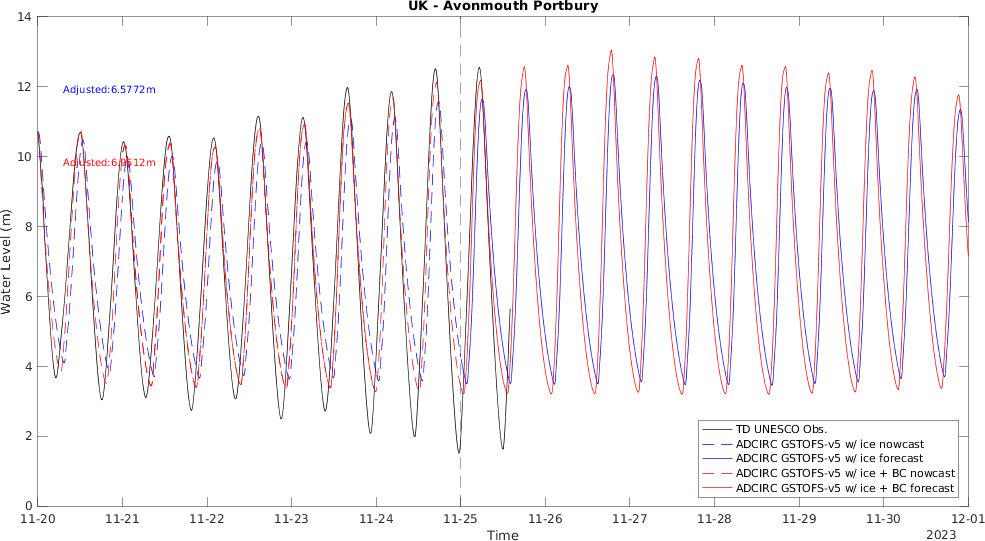 UK - Avonmouth Portbury
14
12
10
8
6
4
2
0
Water Level (m)
Adjusted:6.5772m
Adjusted:6.9512m
TD UNESCO Obs.
ADCIRC GSTOFS-v5 w/ ice nowcast
ADCIRC GSTOFS-v5 w/ ice forecast
ADCIRC GSTOFS-v5 w/ ice + BC nowcast
ADCIRC GSTOFS-v5 w/ ice + BC forecast
11-20 11-21 11-22 11-23 11-24 11-25 11-26 11-27 11-28 11-29 11-30 12-01
Time
2023